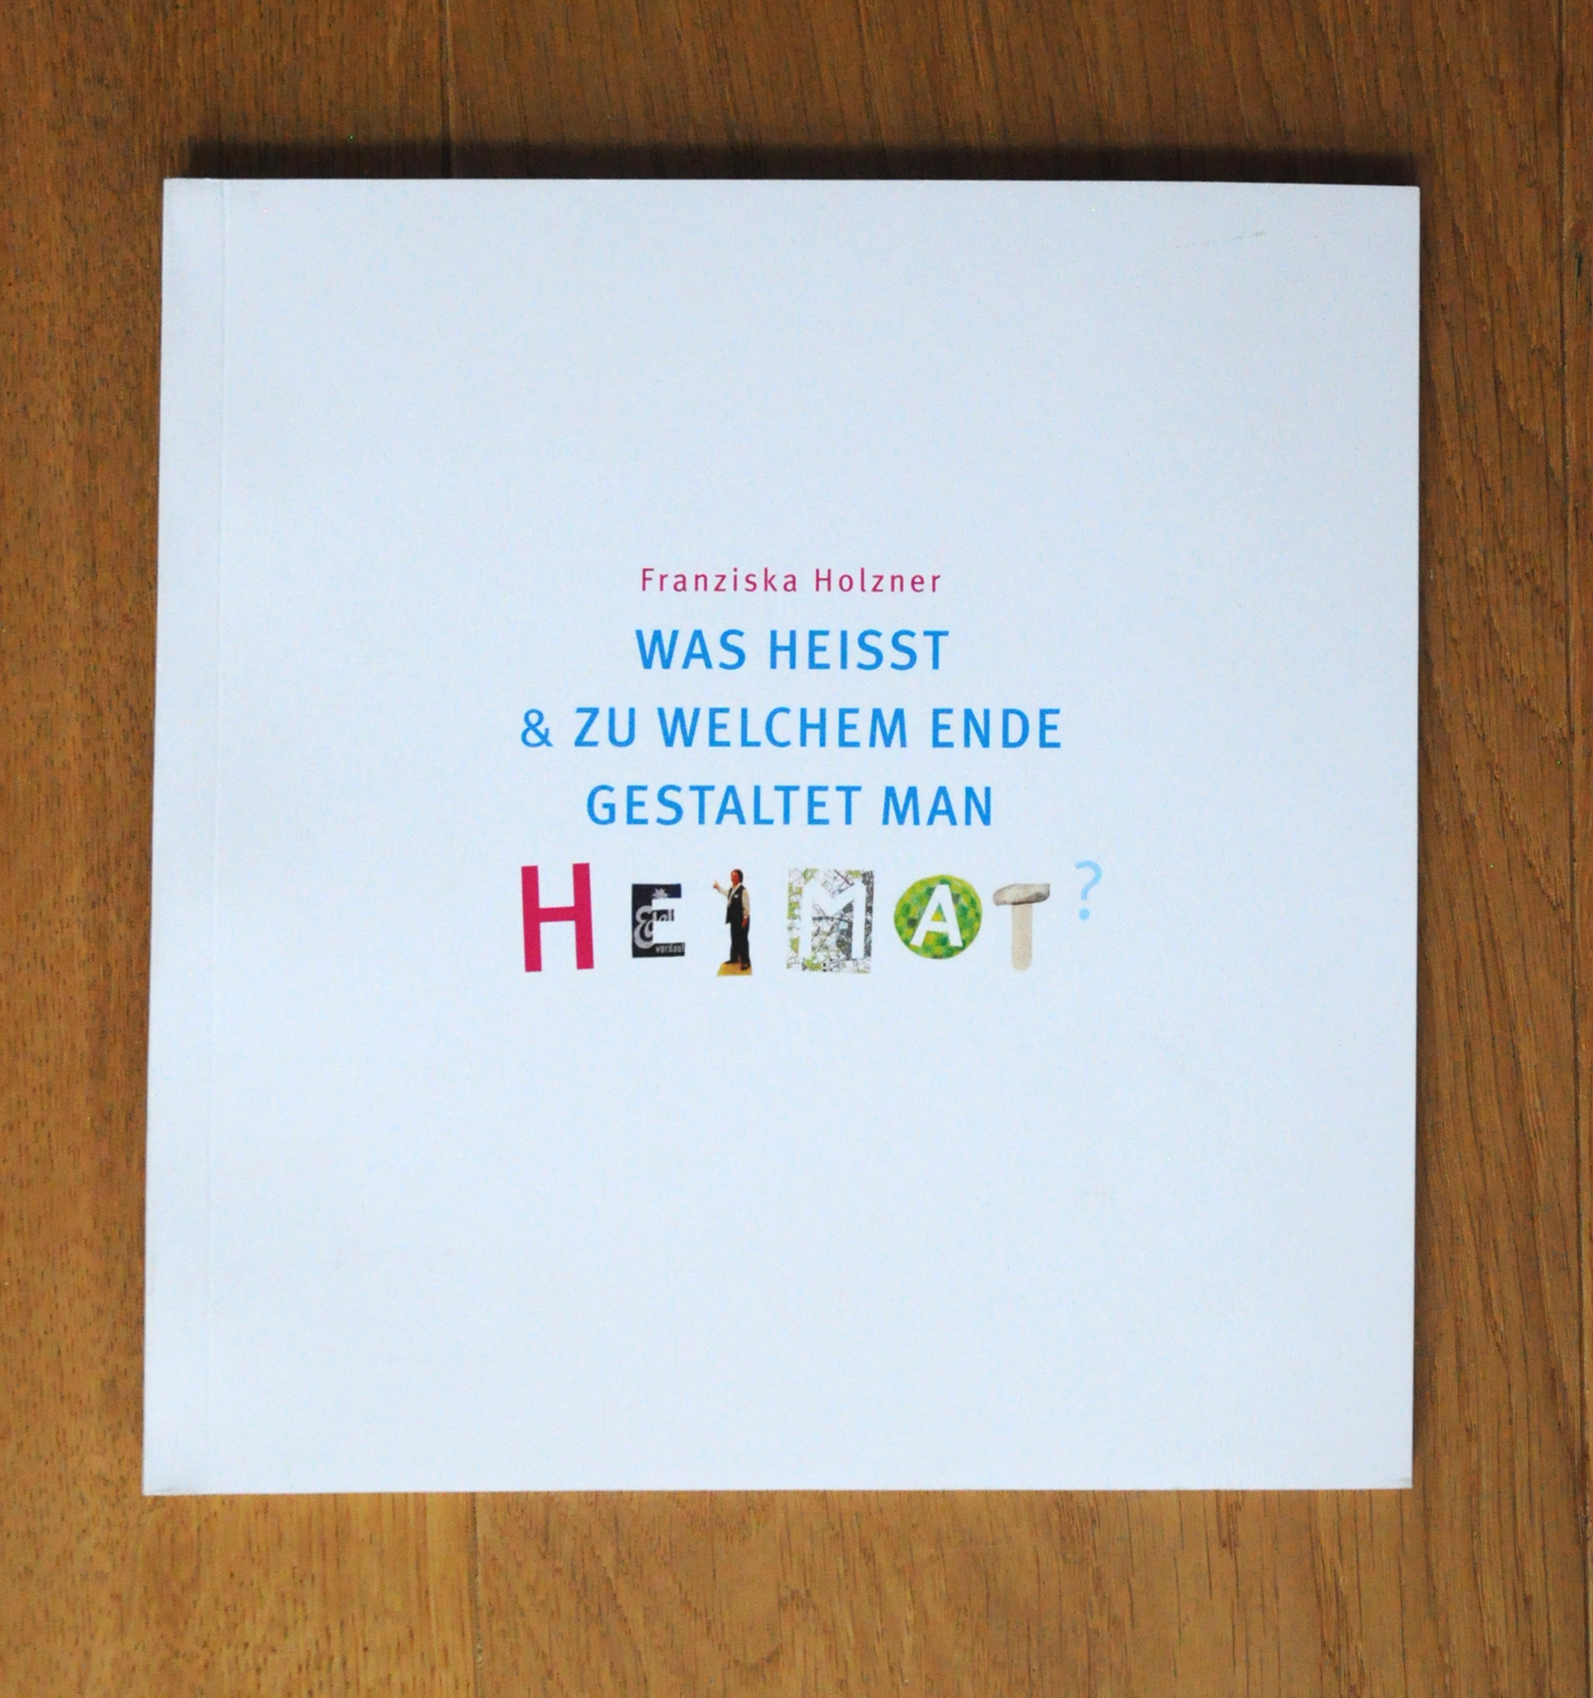 Franziska Holzner
WAS HEISST
& ZU WELCHEM ENDE
GESTALTET MAN
HEIMAT?